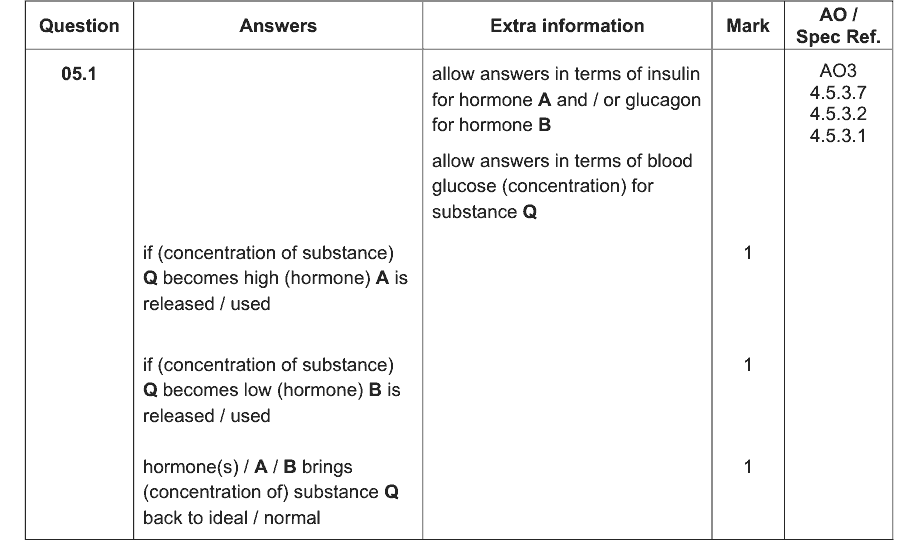 Question Answers Extra information Mark AO /
Spec Ref.
05.1
allow answers in terms of insulin
for hormone A and / or glucagon
for hormone B
allow answers in terms of blood
glucose (concentration) for
substance Q
AO3
4.5.3.7
4.5.3.2
4.5.3.1
if (concentration of substance)
Q becomes high (hormone) A is
released / used
1
if (concentration of substance)
Q becomes low (hormone) B is
released / used
1
hormone(s) / A / B brings
(concentration of) substance Q
back to ideal / normal
1